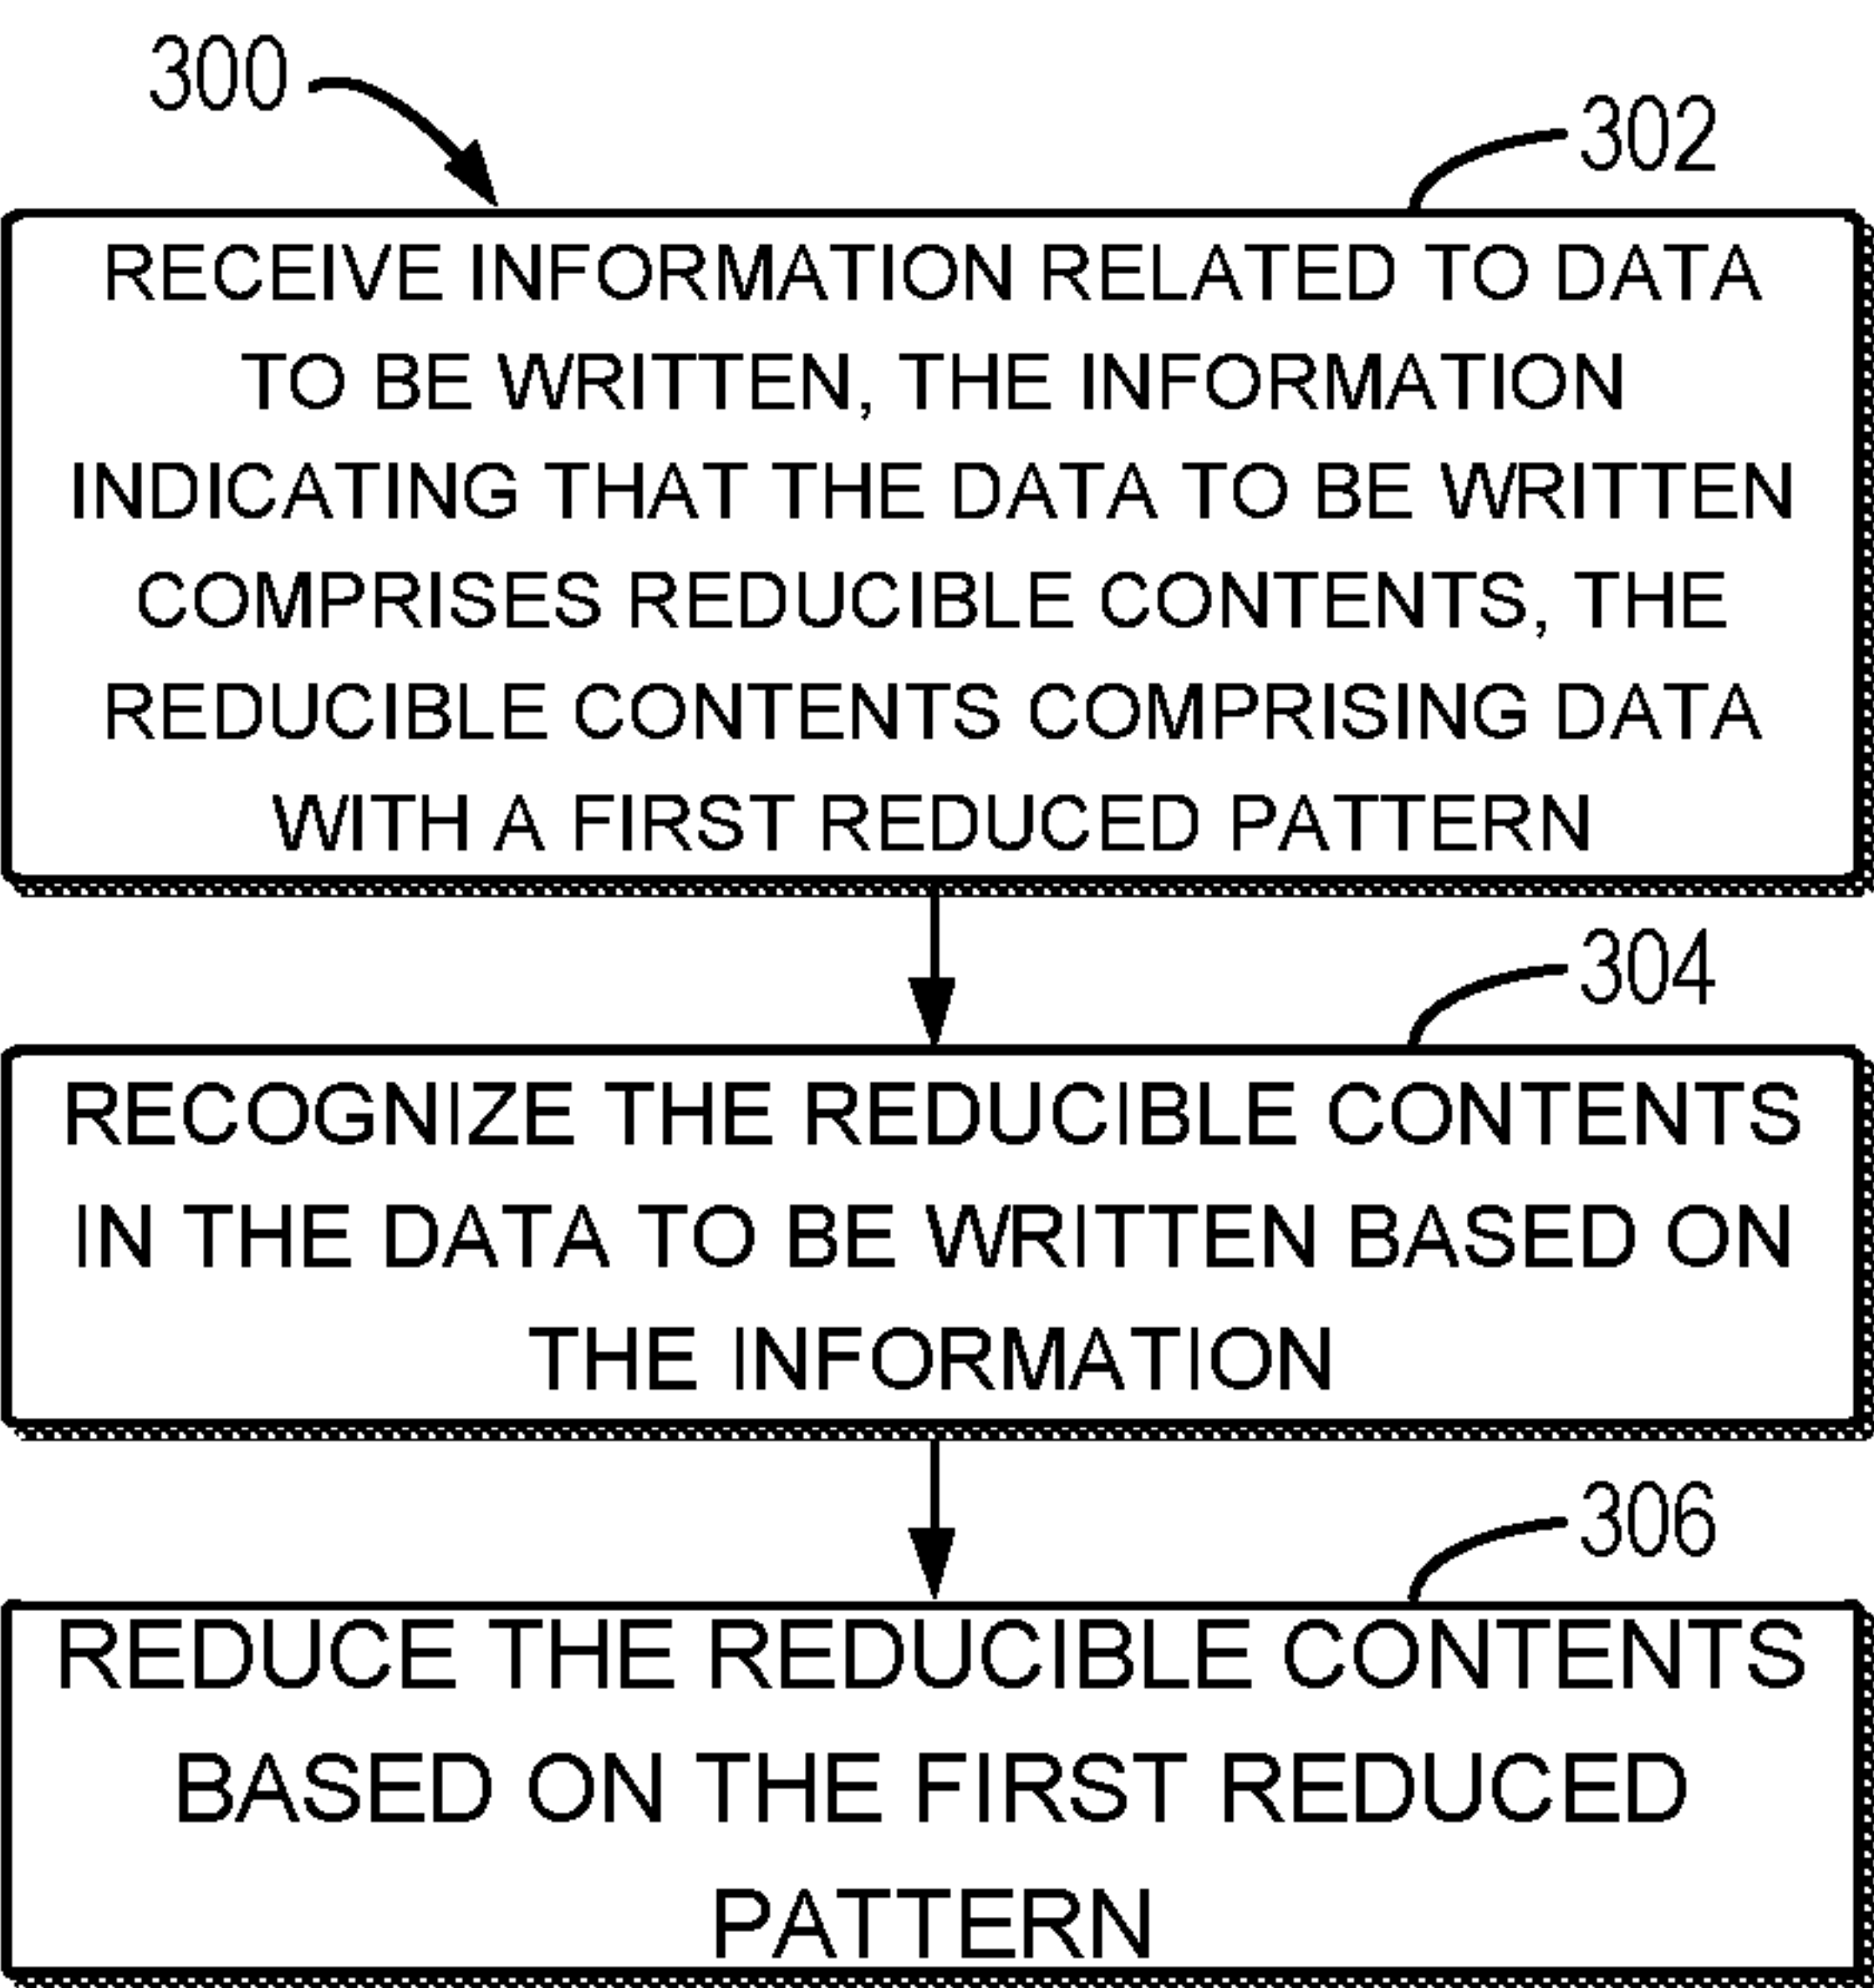 300
302
RECEIVE INFORMATION RELATED TO DATA
TO BE WRITTEN, THE INFORMATION
INDICATING THAT THE DATA TO BE WRITTEN
COMPRISES REDUCIBLE CONTENTS, THE
REDUCIBLE CONTENTS COMPRISING DATA
WITH A FIRST REDUCED PATTERN
304
RECOGNIZE THE REDUCIBLE CONTENTS
IN THE DATA TO BE WRITTEN BASED ON
THE INFORMATION
306
REDUCE THE REDUCIBLE CONTENTS
BASED ON THE FIRST REDUCED
PATTERN